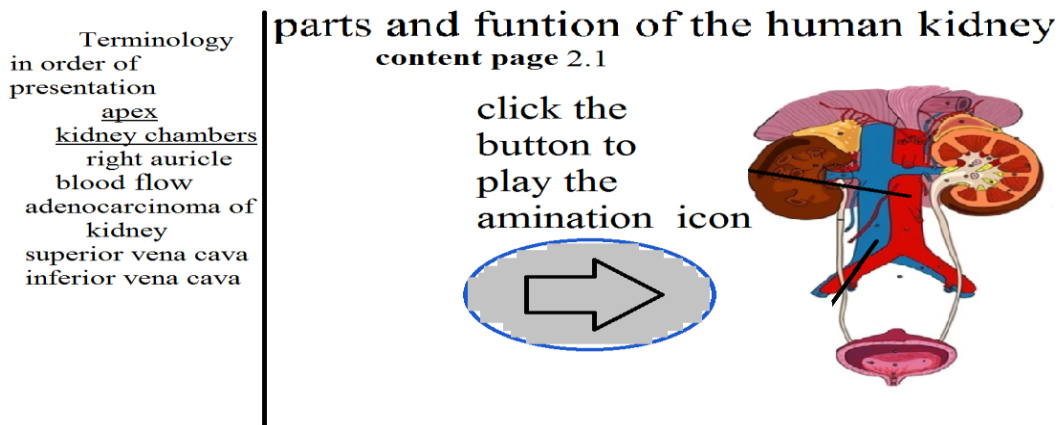 parts and funtion of the human kidney
content page 2.1
Terminology
in order of
presentation
apex
kidney chambers
right auricle
blood flow
adenocarcinoma of
kidney
superior vena cava
inferior vena cava
click the
button to
play the
amination icon